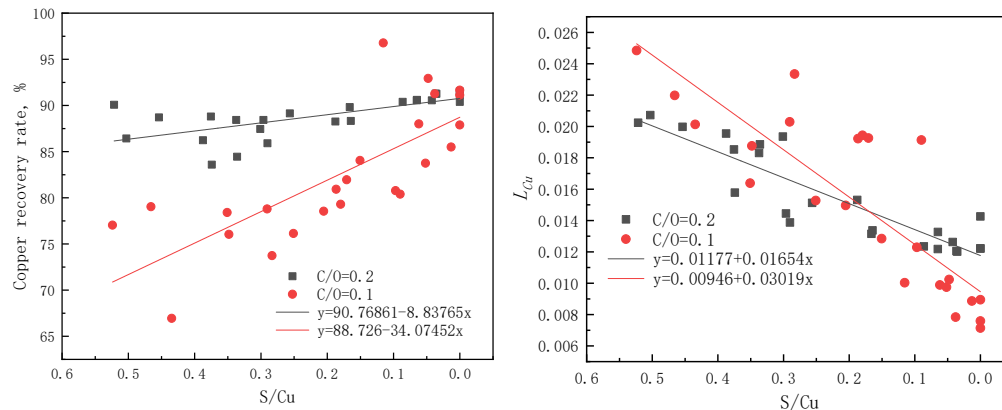 100
95
90
85
80
75
70
65
Copper recovery rate, %
C/O=0.2
C/O=0.1
y=90.76861-8.83765x
y=88.726-34.07452x
0.6 0.5 0.4 0.3 0.2 0.1 0.0
S/Cu
0.026
0.024
0.022
0.020
0.018
0.016
0.014
0.012
0.010
0.008
0.006
L_Cu
C/O=0.2
C/O=0.1
y=0.01177+0.01654x
y=0.00946+0.03019x
0.6 0.5 0.4 0.3 0.2 0.1 0.0
S/Cu